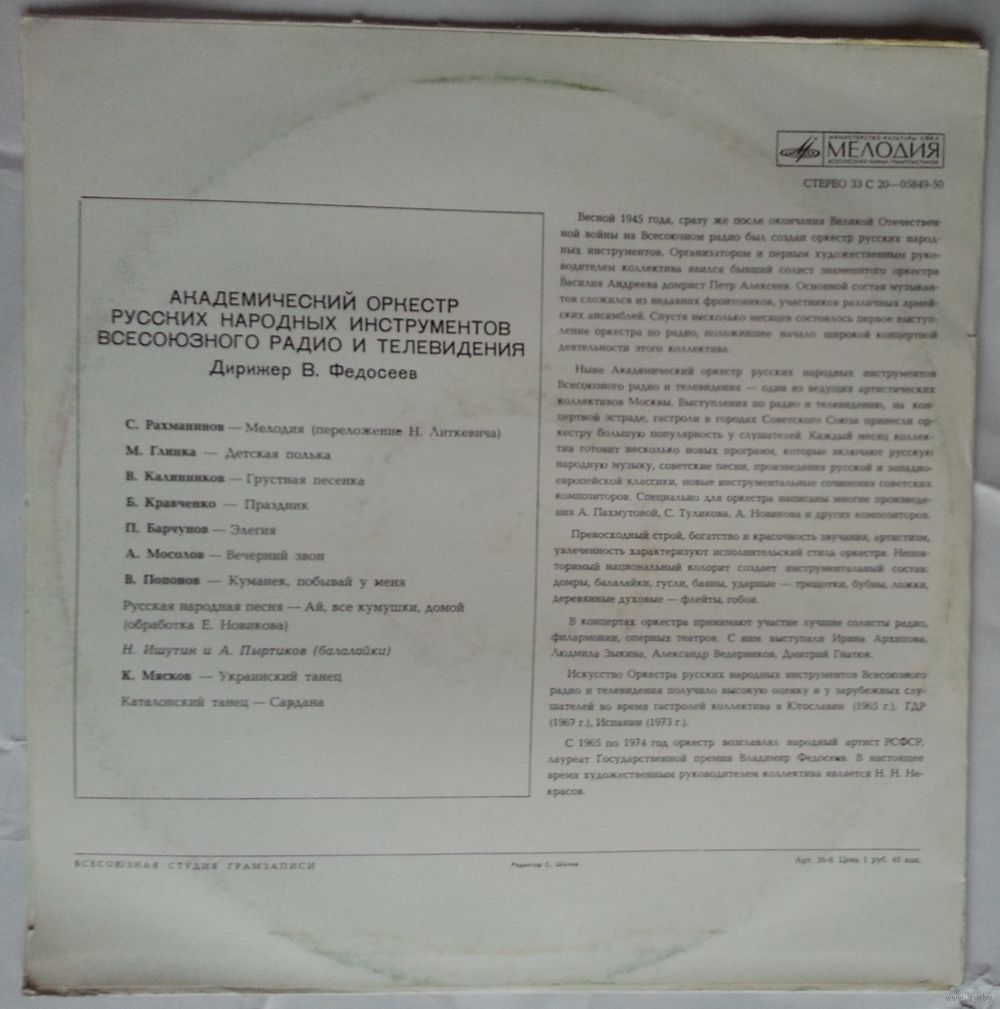 МИНИСТЕРСТВО КУЛЬТУРЫ СССР
МЕЛОДИЯ
ВСЕСОЮЗНАЯ ФИРМА ГРАМПЛАСТИНОК
СТЕРЕО 33 С 20—05849-50
АКАДЕМИЧЕСКИЙ ОРКЕСТР
РУССКИХ НАРОДНЫХ ИНСТРУМЕНТОВ
ВСЕСОЮЗНОГО РАДИО И ТЕЛЕВИДЕНИЯ
Дирижер В. Федосеев
С. Рахманинов — Мелодия (переложение Н. Литкевича)
М. Глинка — Детская полька
В. Калинников — Грустная песенка
Б. Кравченко — Праздник
П. Барчунов — Элегия
А. Мосолов — Вечерний звон
В. Попонов — Куманек, побывай у меня
Русская народная песня — Ай, все кумушки, домой
(обработка Е. Новикова)
Н. Ишутин и А. Пыртиков (балалайки)
К. Мясков — Украинский танец
Каталонский танец — Сардана
Весной 1945 года, сразу же после окончания Великой Отечествен-
ной войны на Всесоюзном радио был создан оркестр русских народ-
ных инструментов. Организатором и первым художественным руко-
водителем коллектива явился бывший солист знаменитого оркестра
Василия Андреева домрист Петр Алексеев. Основной состав музыкан-
тов сложился из недавних фронтовиков, участников различных армей-
ских ансамблей. Спустя несколько месяцев состоялось первое выступ-
ление оркестра по радио, положившее начало широкой концертной
деятельности этого коллектива.
Ныне Академический оркестр русских народных инструментов
Всесоюзного радио и телевидения — один из ведущих артистических
коллективов Москвы. Выступления по радио и телевидению, на кон-
цертной эстраде, гастроли в городах Советского Союза принесли ор-
кестру большую популярность у слушателей. Каждый месяц коллек-
тив готовит несколько новых программ, которые включают русскую
народную музыку, советские песни, произведения русской и западно-
европейской классики, новые инструментальные сочинения советских
композиторов. Специально для оркестра написаны многие произведе-
ния А. Пахмутовой, С. Туликова, А. Новикова и других композиторов.
Превосходный строй, богатство и красочность звучания, артистизм,
увлеченность характеризуют исполнительский стиль оркестра. Непов-
торимый национальный колорит создает инструментальный состав:
домры, балалайки, гусли, баяны, ударные — трещотки, бубны, ложки,
деревянные духовые — флейты, гобои.
В концертах оркестра принимают участие лучшие солисты радио,
филармонии, оперных театров. С ним выступали Ирина Архипова,
Людмила Зыкина, Александр Ведерников, Дмитрий Гнатюк.
Искусство Оркестра русских народных инструментов Всесоюзного
радио и телевидения получило высокую оценку и у зарубежных слу-
шателей во время гастролей коллектива в Югославии (1965 г.), ГДР
(1967 г.), Испании (1973 г.).
С 1965 по 1974 год оркестр возглавлял народный артист РСФСР,
лауреат Государственной премии Владимир Федосеев. В настоящее
время художественным руководителем коллектива является Н. Н. Не-
красов.
ВСЕСОЮЗНАЯ СТУДИЯ ГРАМЗАПИСИ
Редактор С.
Арт. 36-8. Цена 1 руб. 45 коп.
www.ay.by